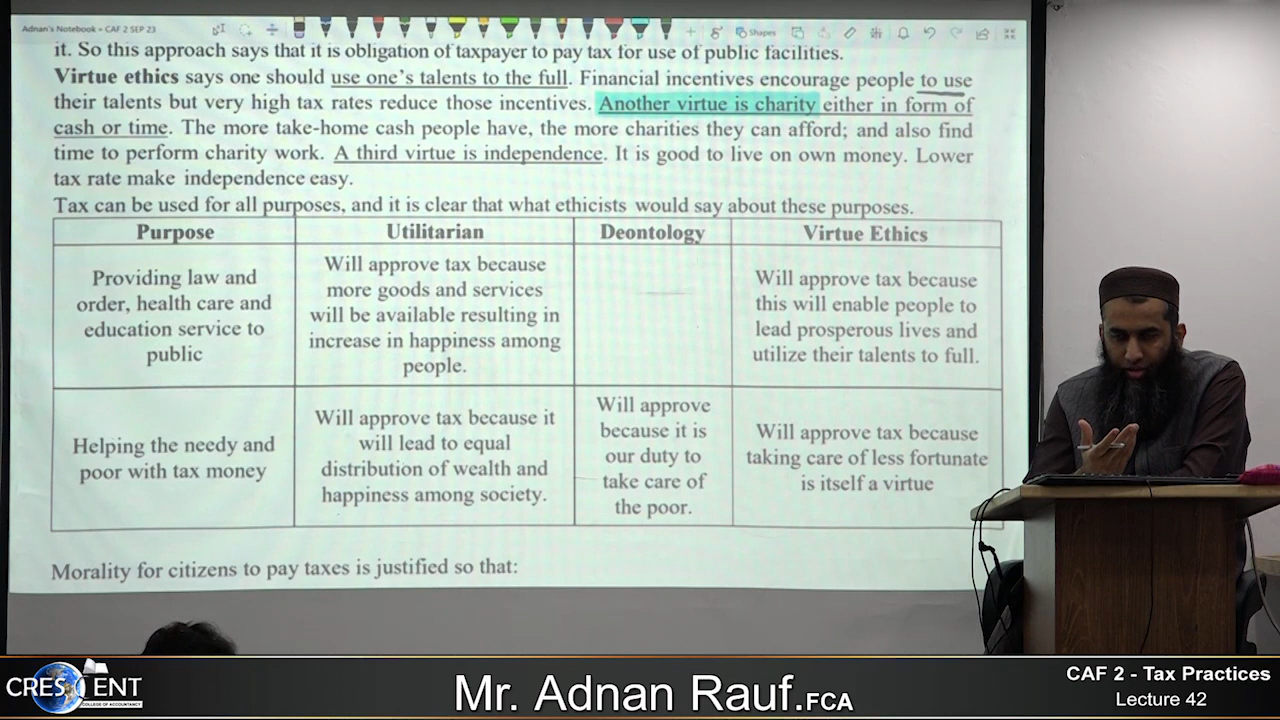 Adnan's Notebook » CAF 2 SEP 23
Shapes
it. So this approach says that it is obligation of taxpayer to pay tax for use of public facilities.
Virtue ethics says one should use one's talents to the full. Financial incentives encourage people to use
their talents but very high tax rates reduce those incentives. Another virtue is charity either in form of
cash or time. The more take-home cash people have, the more charities they can afford; and also find
time to perform charity work. A third virtue is independence. It is good to live on own money. Lower
tax rate make independence easy.
Tax can be used for all purposes, and it is clear that what ethicists would say about these purposes.
Purpose
Utilitarian
Deontology
Virtue Ethics
Providing law and
order, health care and
education service to
public
Will approve tax because
more goods and services
will be available resulting in
increase in happiness among
people.
Will approve tax because
this will enable people to
lead prosperous lives and
utilize their talents to full.
Helping the needy and
poor with tax money
Will approve tax because it
will lead to equal
distribution of wealth and
happiness among society.
Will approve
because it is
our duty to
take care of
the poor.
Will approve tax because
taking care of less fortunate
is itself a virtue
Morality for citizens to pay taxes is justified so that:
CRESCENT
COLLEGE OF ACCOUNTANCY
Mr. Adnan Rauf.FCA
CAF 2 - Tax Practices
Lecture 42